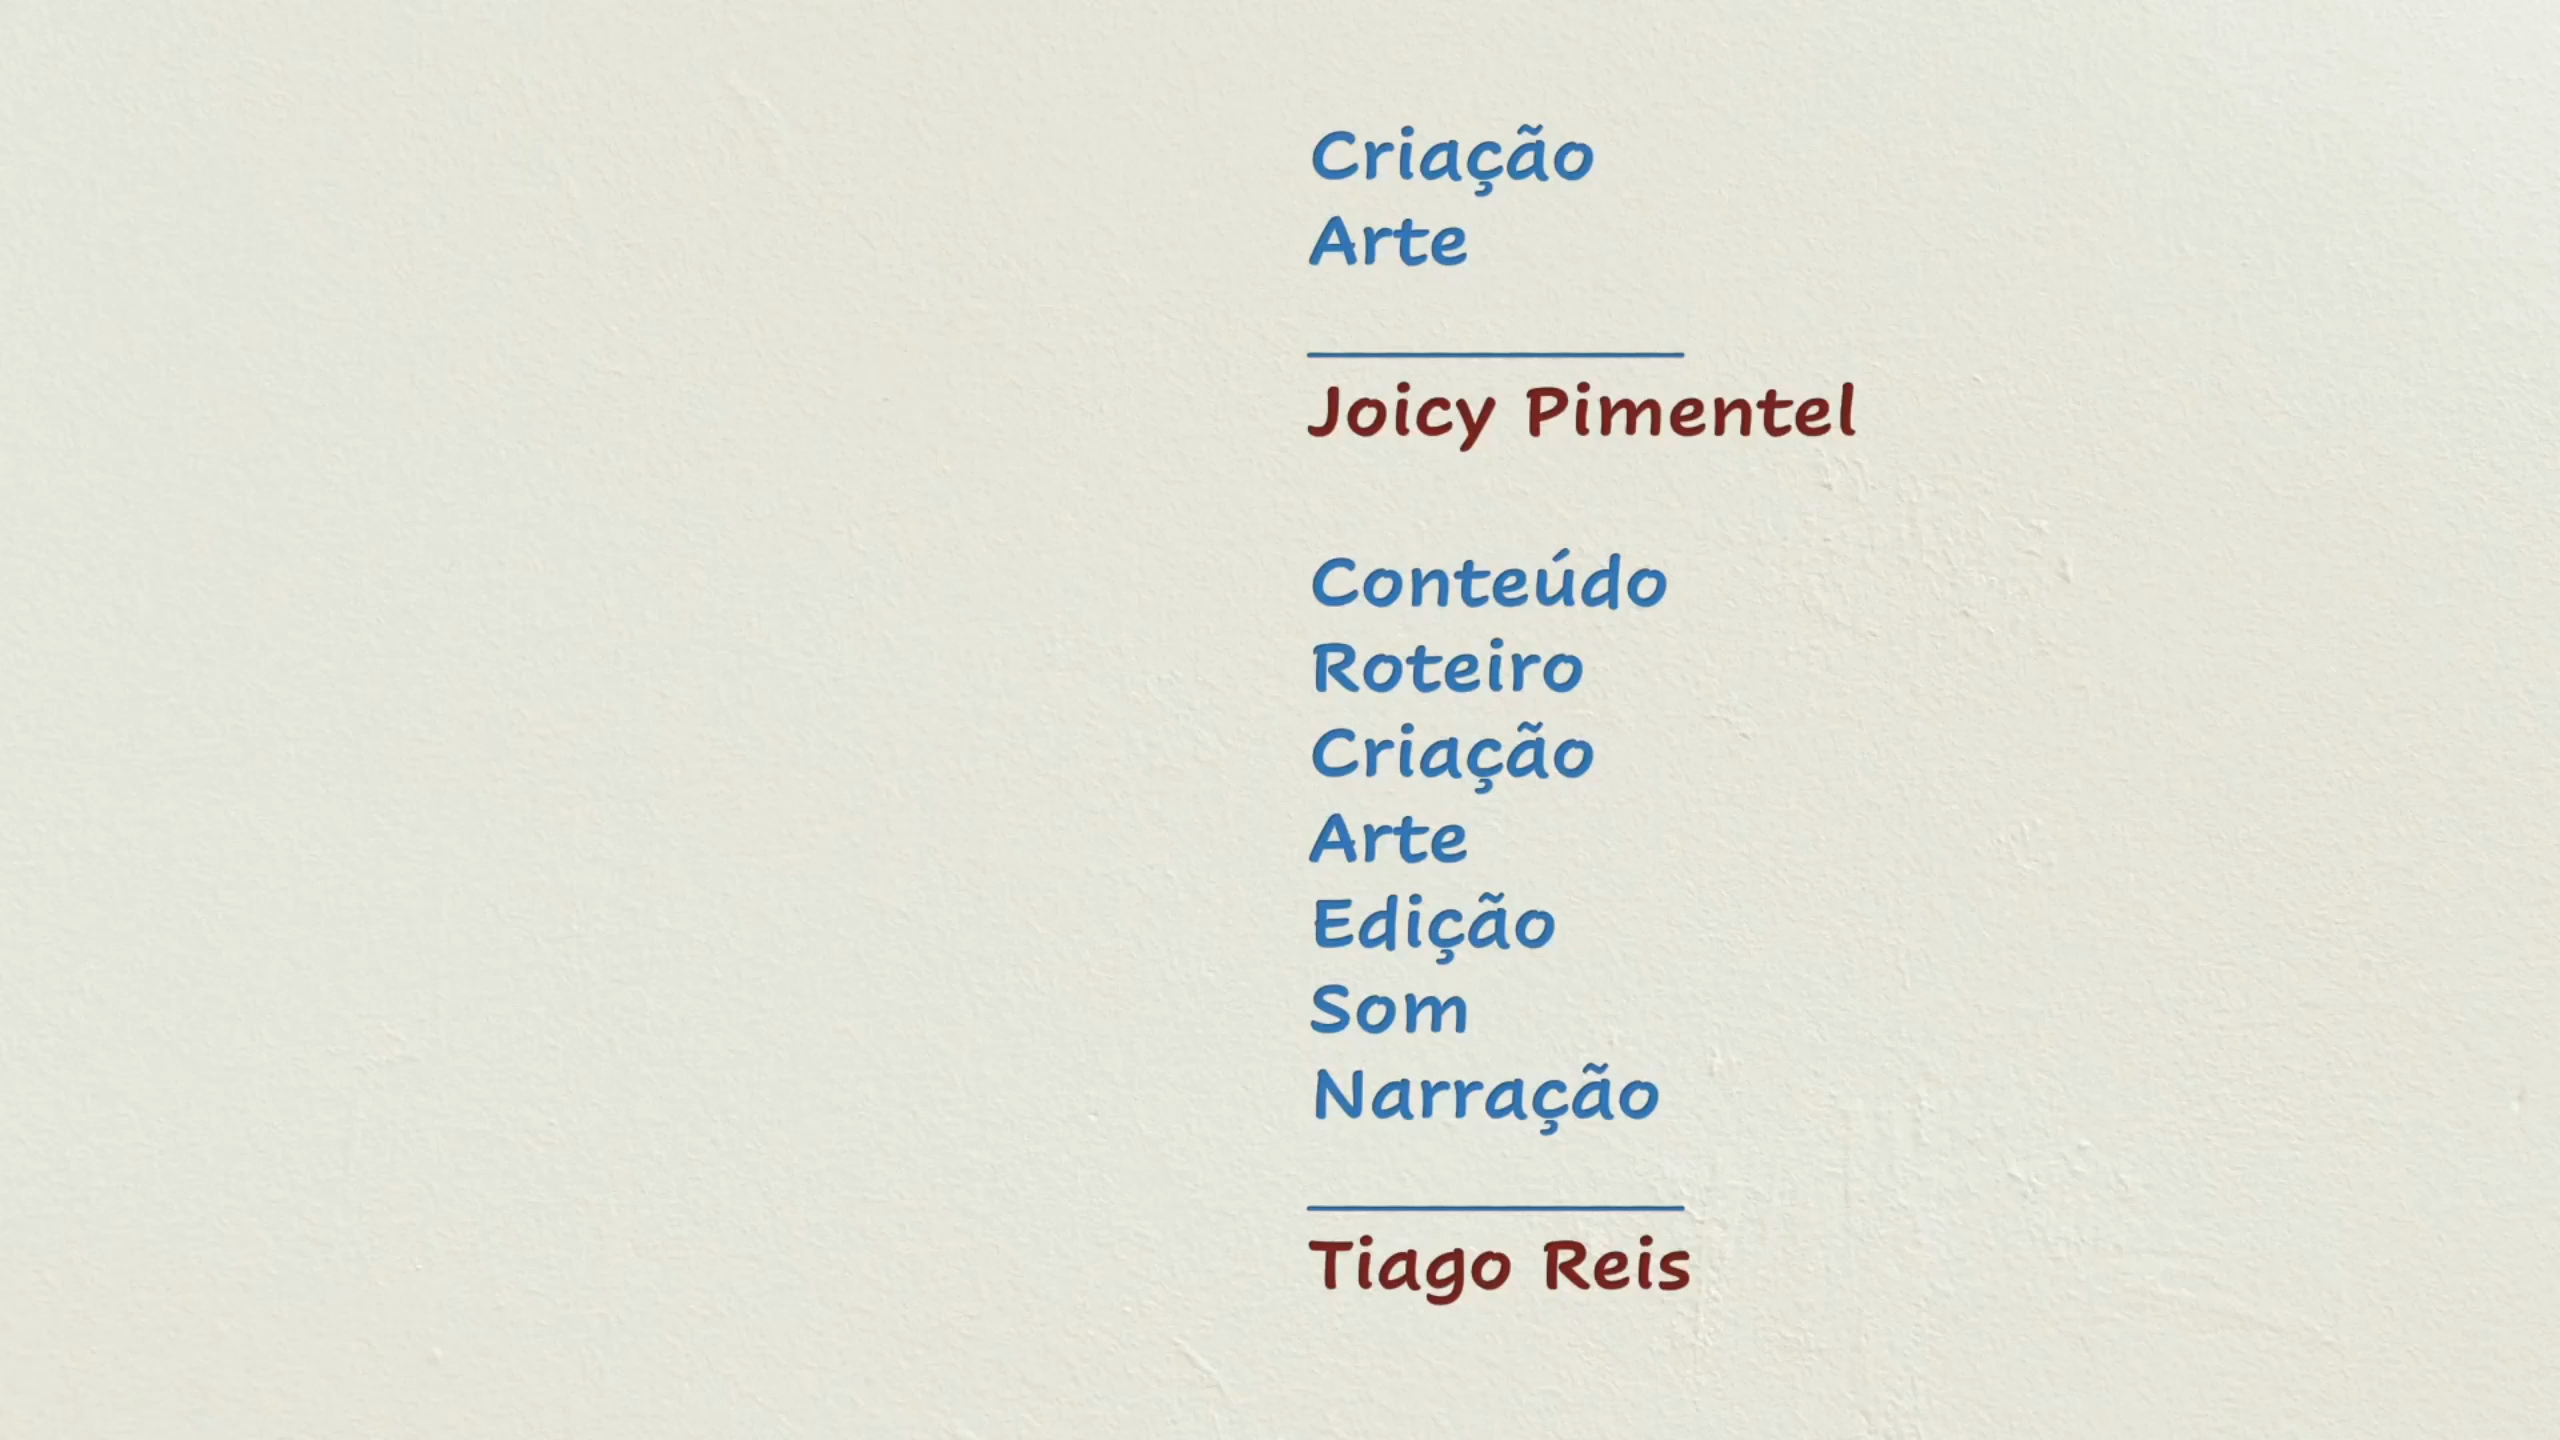 Criação
Arte
Joicy Pimentel
Conteúdo
Roteiro
Criação
Arte
Edição
Som
Narração
Tiago Reis